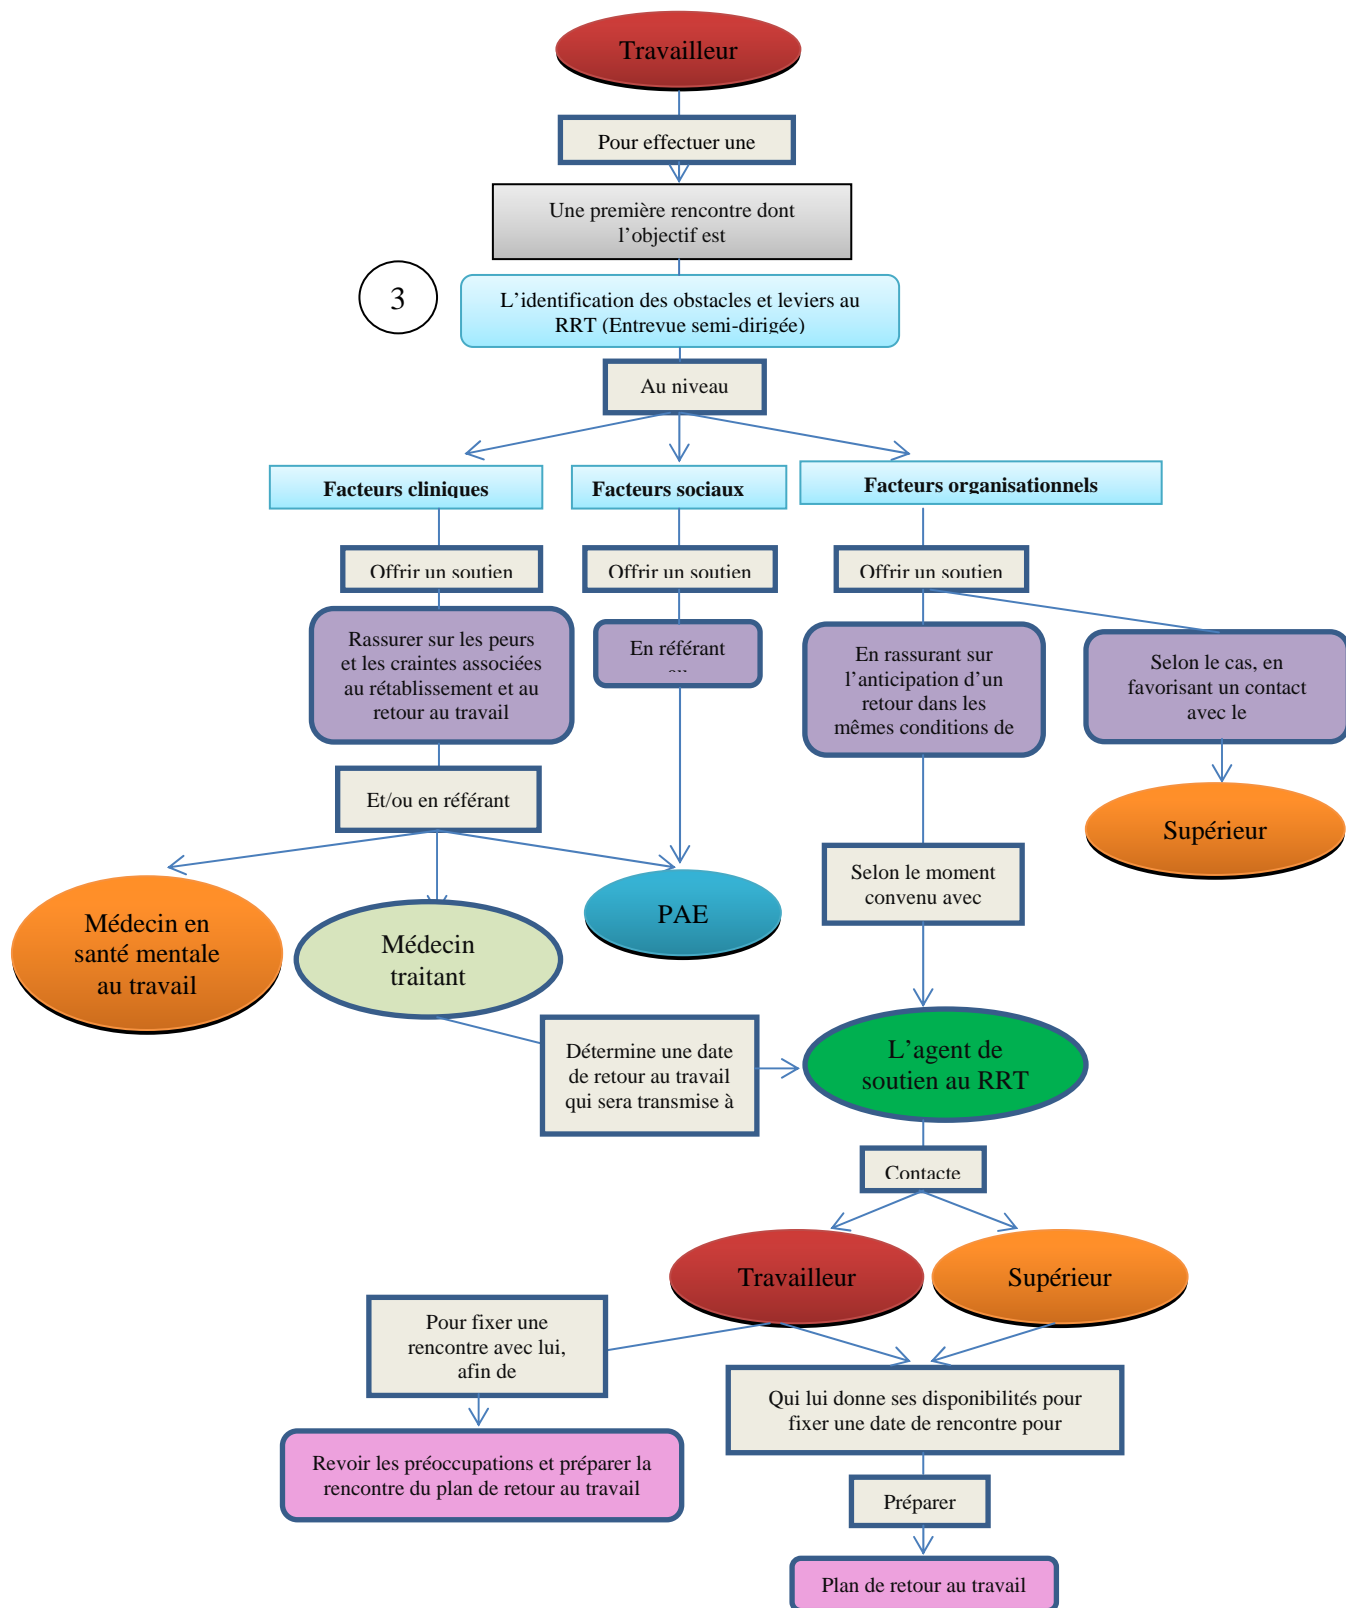 Travailleur
Pour effectuer une
Une première rencontre dont
l’objectif est
3
L’identification des obstacles et leviers au
RRT (Entrevue semi-dirigée)
Au niveau
Facteurs cliniques
Facteurs sociaux
Facteurs organisationnels
Offrir un soutien
Offrir un soutien
Offrir un soutien
Rassurer sur les peurs
et les craintes associées
au rétablissement et au
retour au travail
En référant
En rassurant sur
l’anticipation d’un
retour dans les
mêmes conditions de
Selon le cas, en
favorisant un contact
avec le
Et/ou en référant
Supérieur
Selon le moment
convenu avec
Médecin en
santé mentale
au travail
Médecin
traitant
PAE
Détermine une date
de retour au travail
qui sera transmise à
L’agent de
soutien au RRT
Contacte
Travailleur
Supérieur
Pour fixer une
rencontre avec lui,
afin de
Qui lui donne ses disponibilités pour
fixer une date de rencontre pour
Revoir les préoccupations et préparer la
rencontre du plan de retour au travail
Préparer
Plan de retour au travail